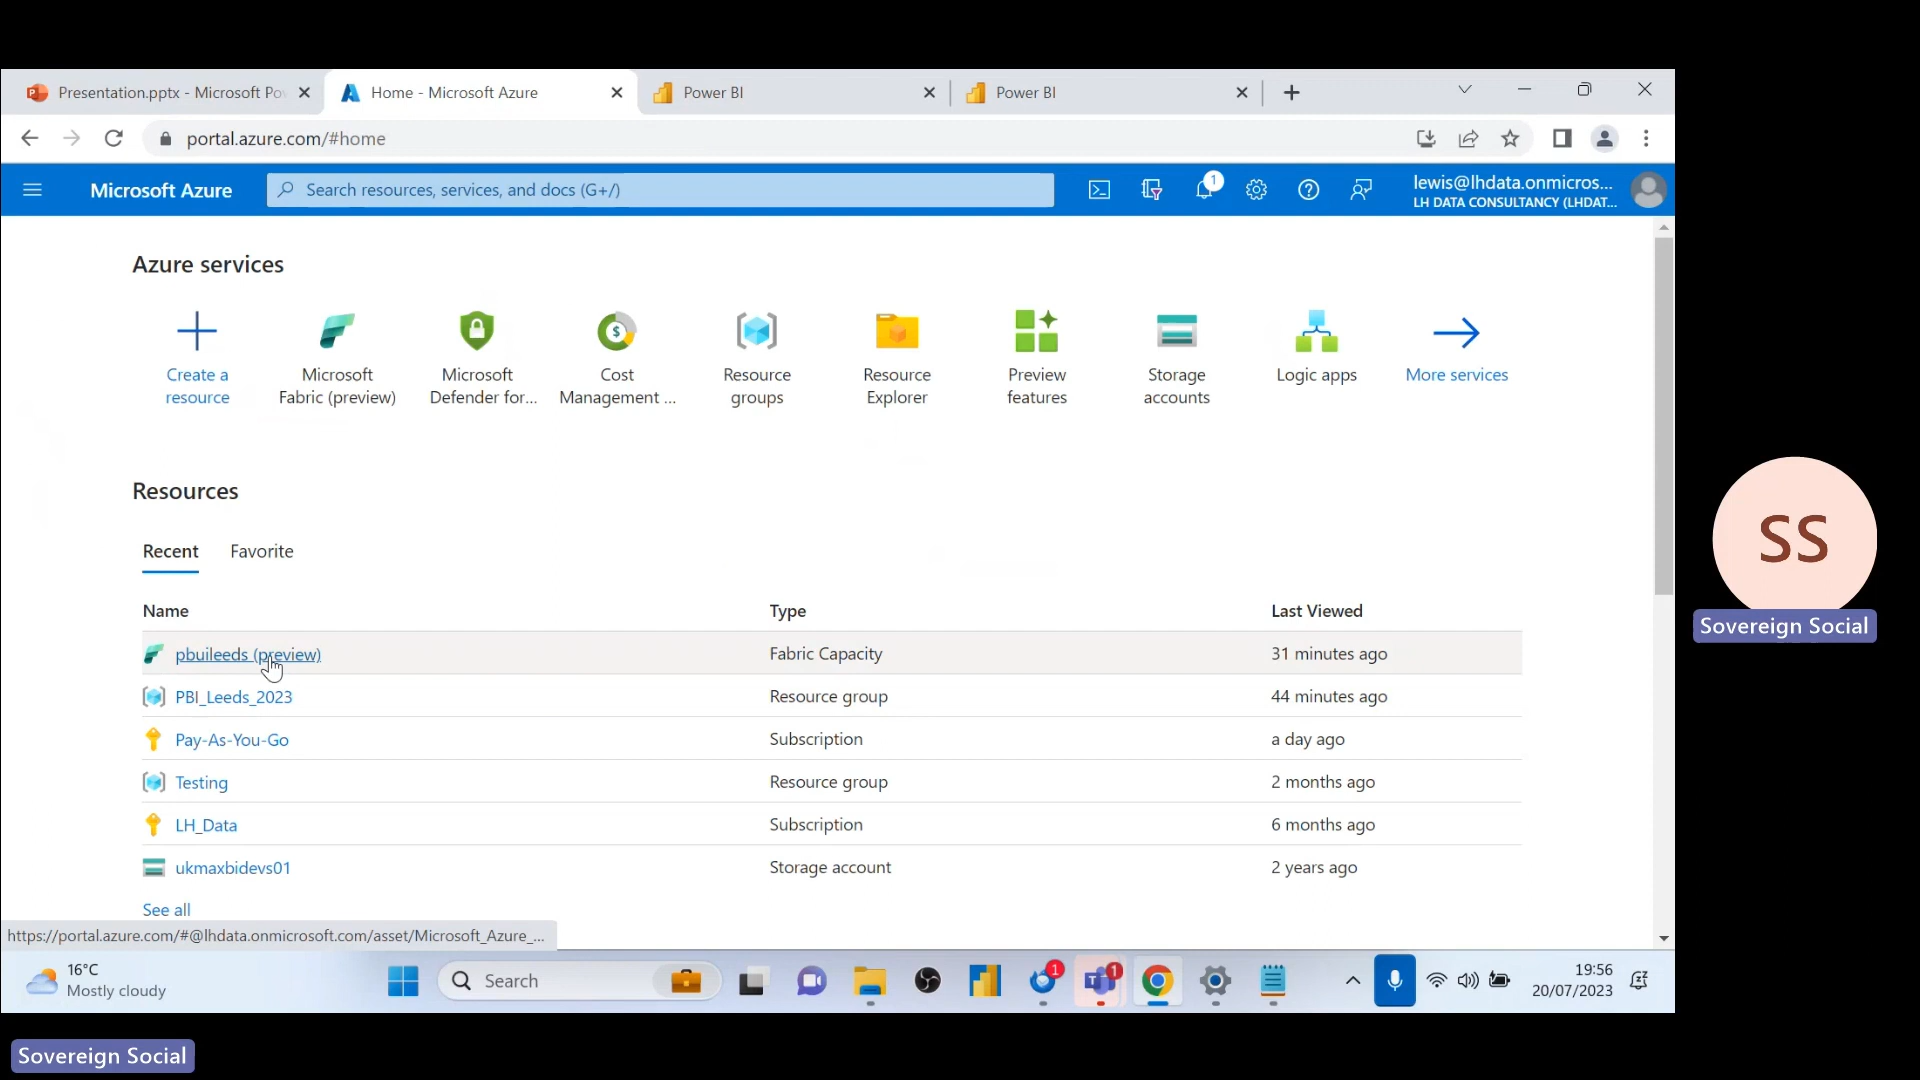 Presentation.pptx - Microsoft Po
Home - Microsoft Azure
Power BI
Power BI
portal.azure.com/#home
Microsoft Azure
Search resources, services, and docs (G+/)
1
lewis@lhdata.onmicros...
LH DATA CONSULTANCY (LHDAT...
Azure services
Create a
resource
Microsoft
Fabric (preview)
Microsoft
Defender for...
Cost
Management ...
Resource
groups
Resource
Explorer
Preview
features
Storage
accounts
Logic apps
More services
Resources
Recent
Favorite
Name
Type
Last Viewed
pbuileeds (preview)
Fabric Capacity
31 minutes ago
PBI_Leeds_2023
Resource group
44 minutes ago
Pay-As-You-Go
Subscription
a day ago
Testing
Resource group
2 months ago
LH_Data
Subscription
6 months ago
ukmaxbidevs01
Storage account
2 years ago
See all
https://portal.azure.com/#@lhdata.onmicrosoft.com/asset/Microsoft_Azure_...
16°C
Mostly cloudy
Search
1
1
19:56
20/07/2023
SS
Sovereign Social
Sovereign Social